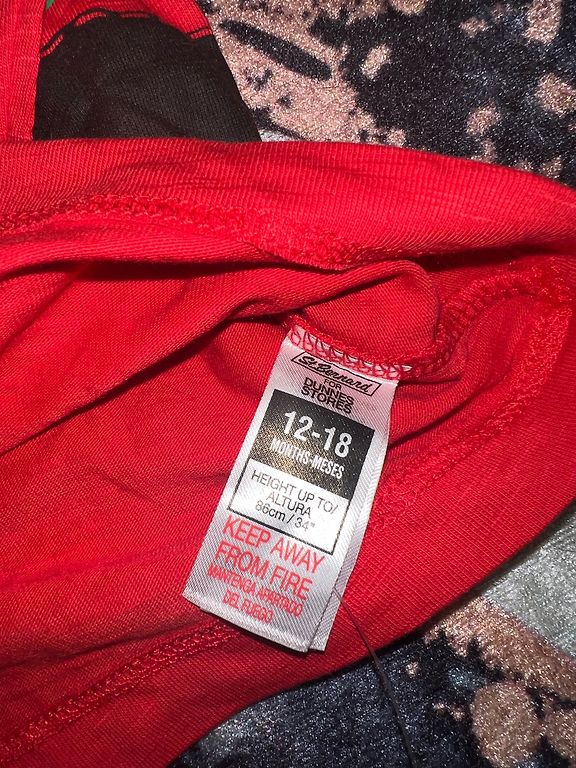 St. Bernard
FOR
DUNNES
STORES
12-18
MONTHS-MESES
HEIGHT UP TO/
ALTURA
86cm / 34"
KEEP AWAY
FROM FIRE
MANTENGA APARTADO
DEL FUEGO